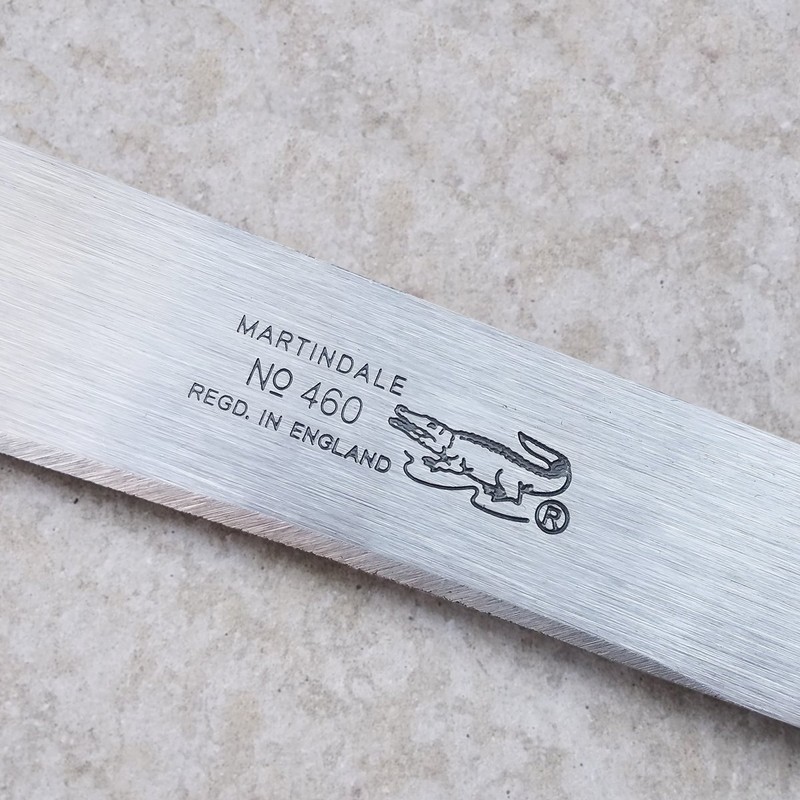 MARTINDALE
Nº 460
REGD. IN ENGLAND
®